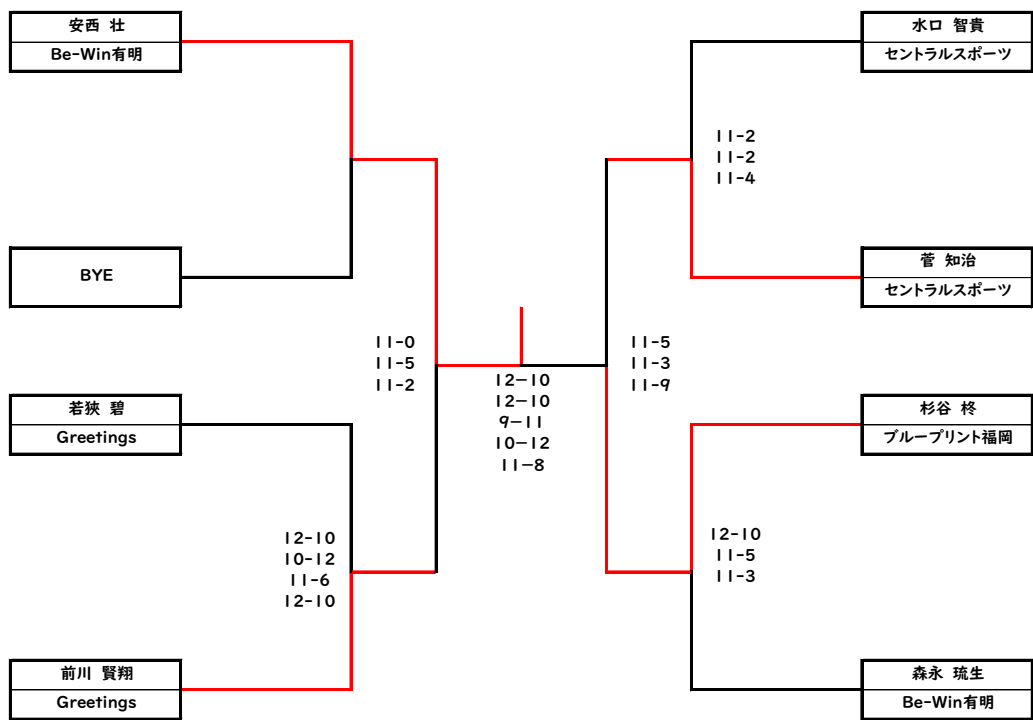 安西 壮
Be-Win有明
BYE
若狹 碧
Greetings
前川 賢翔
Greetings
12-10
10-12
11-6
12-10
11-0
11-5
11-2
12-10
12-10
9-11
10-12
11-8
水口 智貴
セントラルスポーツ
11-2
11-2
11-4
菅 知治
セントラルスポーツ
11-5
11-3
11-9
杉谷 柊
ブループリント福岡
12-10
11-5
11-3
森永 琉生
Be-Win有明